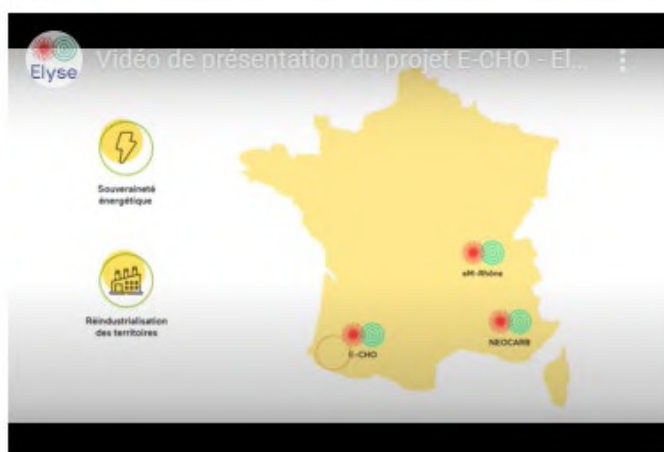 Elyse
Vidéo de présentation du projet E-CHO - El...
Souveraineté
énergétique
Réindustrialisation
des territoires
eM-Rhône
E-CHO
NEOCARB